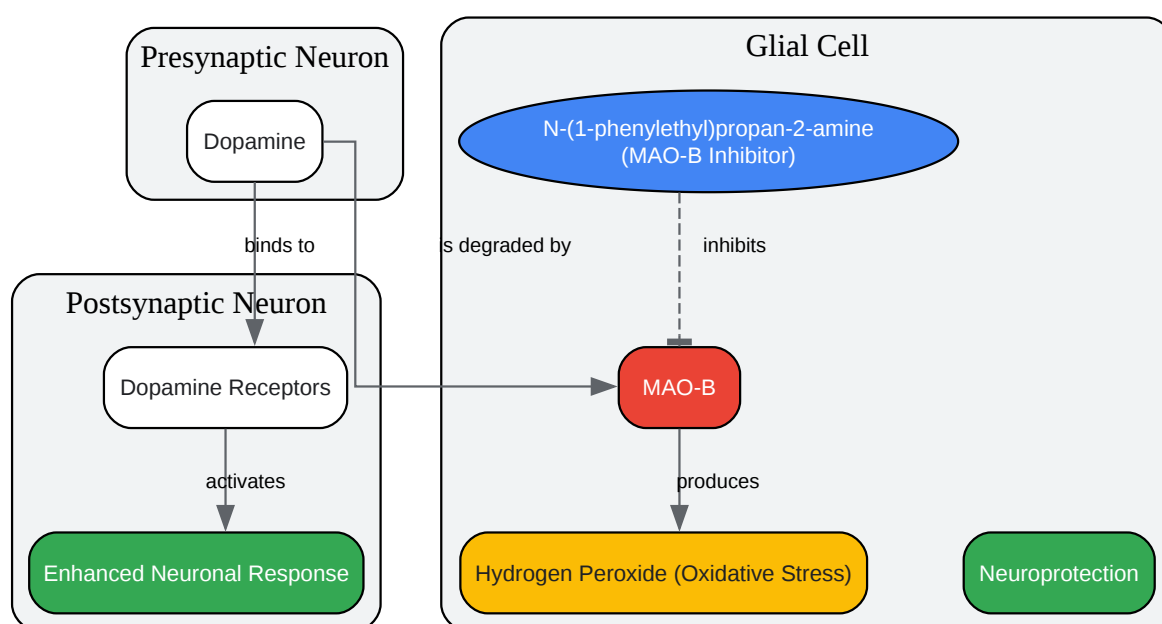 Presynaptic Neuron
Glial Cell
Dopamine
N-(1-phenylethyl)propan-2-amine
(MAO-B Inhibitor)
binds to
is degraded by
inhibits
Postsynaptic Neuron
Dopamine Receptors
MAO-B
activates
produces
Enhanced Neuronal Response
Hydrogen Peroxide (Oxidative Stress)
Neuroprotection